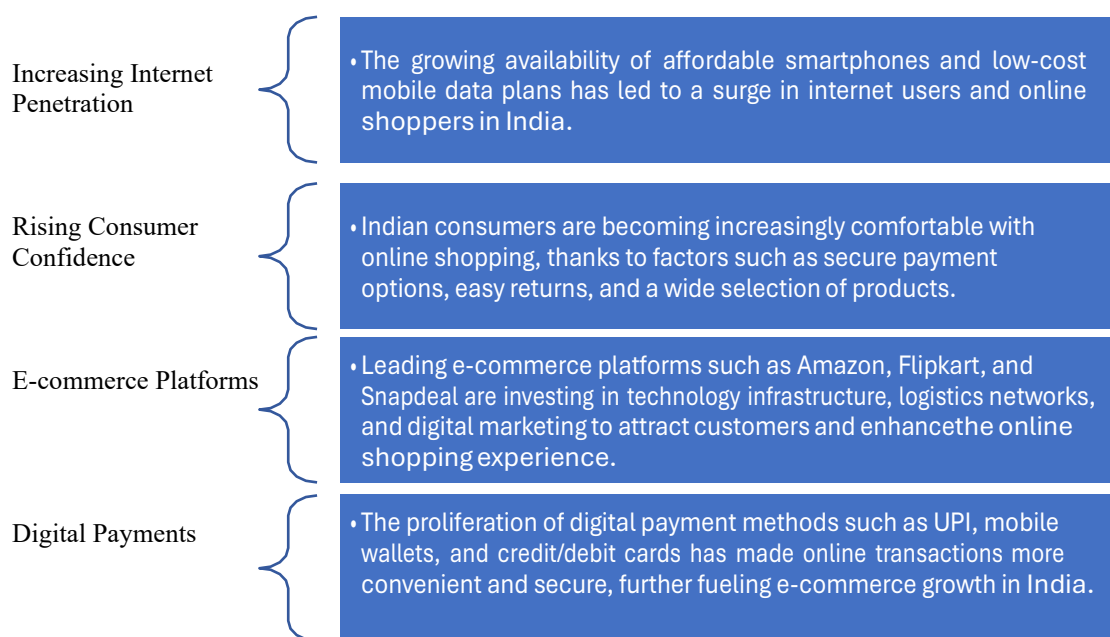 Increasing Internet
Penetration
• The growing availability of affordable smartphones and low-cost
mobile data plans has led to a surge in internet users and online
shoppers in India.
Rising Consumer
Confidence
• Indian consumers are becoming increasingly comfortable with
online shopping, thanks to factors such as secure payment
options, easy returns, and a wide selection of products.
E-commerce Platforms
• Leading e-commerce platforms such as Amazon, Flipkart, and
Snapdeal are investing in technology infrastructure, logistics networks,
and digital marketing to attract customers and enhancethe online
shopping experience.
Digital Payments
• The proliferation of digital payment methods such as UPI, mobile
wallets, and credit/debit cards has made online transactions more
convenient and secure, further fueling e-commerce growth in India.